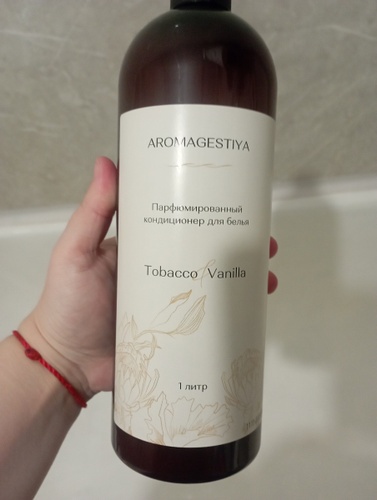 AROMAGESTIYA
Парфюмированный
кондиционер для белья
Tobacco & Vanilla
1 литр